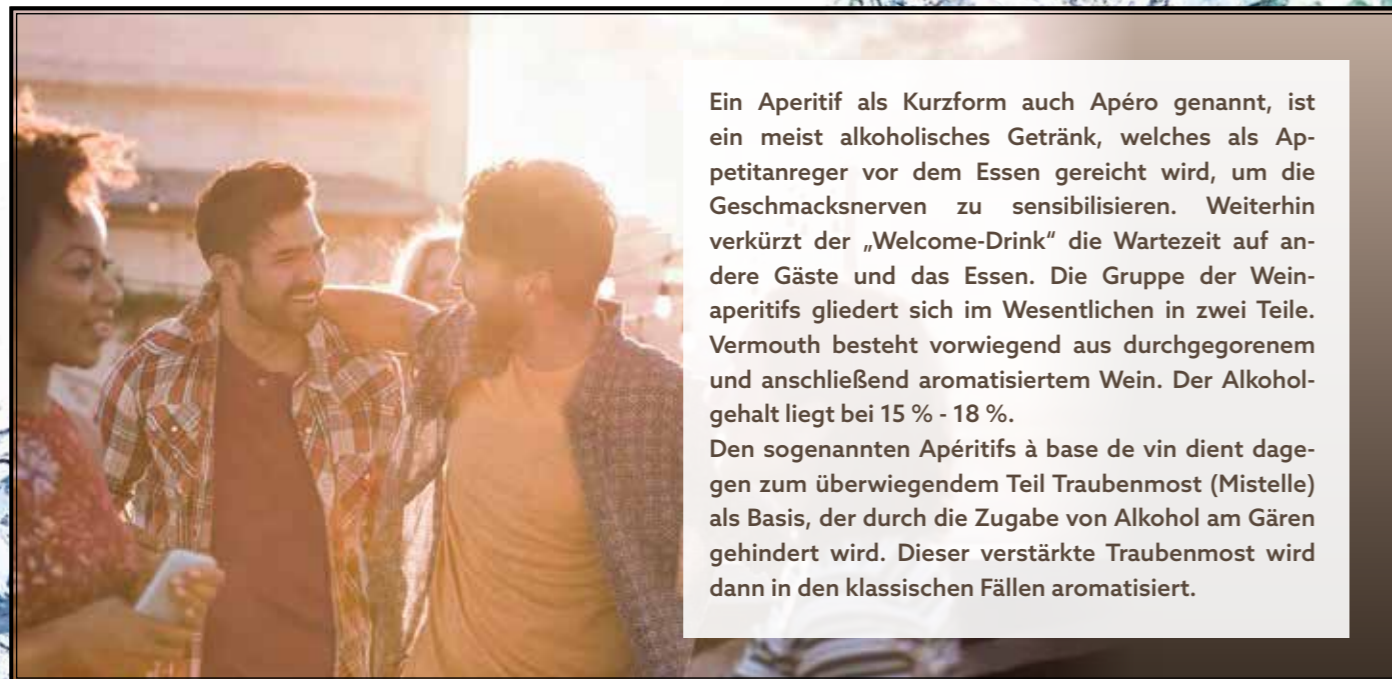 Ein Aperitif als Kurzform auch Apéro genannt, ist
ein meist alkoholisches Getränk, welches als Ap-
petitanreger vor dem Essen gereicht wird, um die
Geschmacksnerven zu sensibilisieren. Weiterhin
verkürzt der „Welcome-Drink“ die Wartezeit auf an-
dere Gäste und das Essen. Die Gruppe der Wein-
aperitifs gliedert sich im Wesentlichen in zwei Teile.
Vermouth besteht vorwiegend aus durchgegorenem
und anschließend aromatisiertem Wein. Der Alkohol-
gehalt liegt bei 15 % - 18 %.
Den sogenannten Apéritifs à base de vin dient dage-
gen zum überwiegendem Teil Traubenmost (Mistelle)
als Basis, der durch die Zugabe von Alkohol am Gären
gehindert wird. Dieser verstärkte Traubenmost wird
dann in den klassischen Fällen aromatisiert.